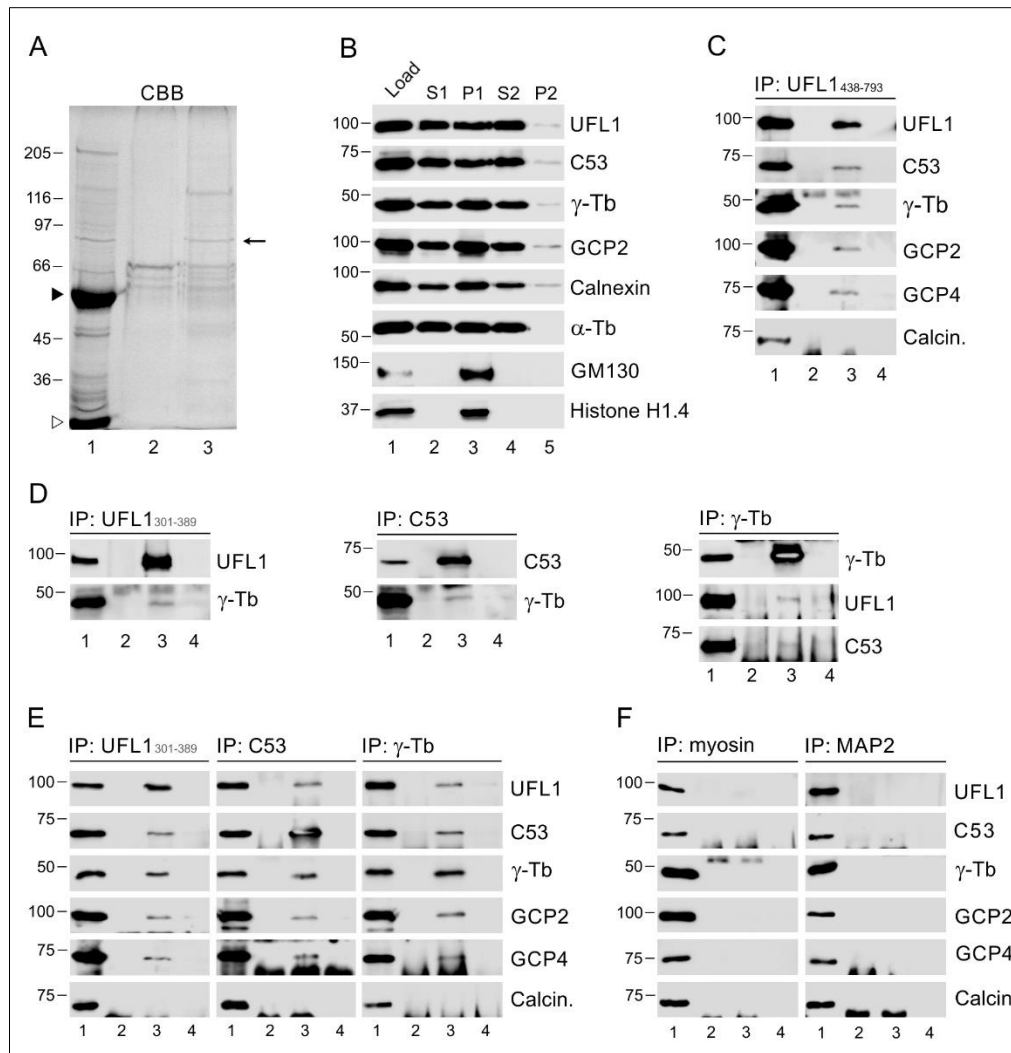 A
CBB
205
116
97
66
45
36
1 2 3
B
Load S1 P1 S2 P2
100 UFL1
75 C53
50 γ-Tb
100 GCP2
100 Calnexin
50 α-Tb
150 GM130
37 Histone H1.4
1 2 3 4 5
C
IP: UFL1438-793
100 UFL1
75 C53
50 γ-Tb
100 GCP2
75 GCP4
75 Calcin.
1 2 3 4
D
IP: UFL1301-389
100 UFL1
50 γ-Tb
1 2 3 4
IP: C53
75 C53
50 γ-Tb
1 2 3 4
IP: γ-Tb
50 γ-Tb
100 UFL1
75 C53
1 2 3 4
E
IP: UFL1301-389 IP: C53 IP: γ-Tb
100 UFL1
75 C53
50 γ-Tb
100 GCP2
75 GCP4
75 Calcin.
1 2 3 4 1 2 3 4 1 2 3 4
F
IP: myosin IP: MAP2
100 UFL1
75 C53
50 γ-Tb
100 GCP2
75 GCP4
75 Calcin.
1 2 3 4 1 2 3 4